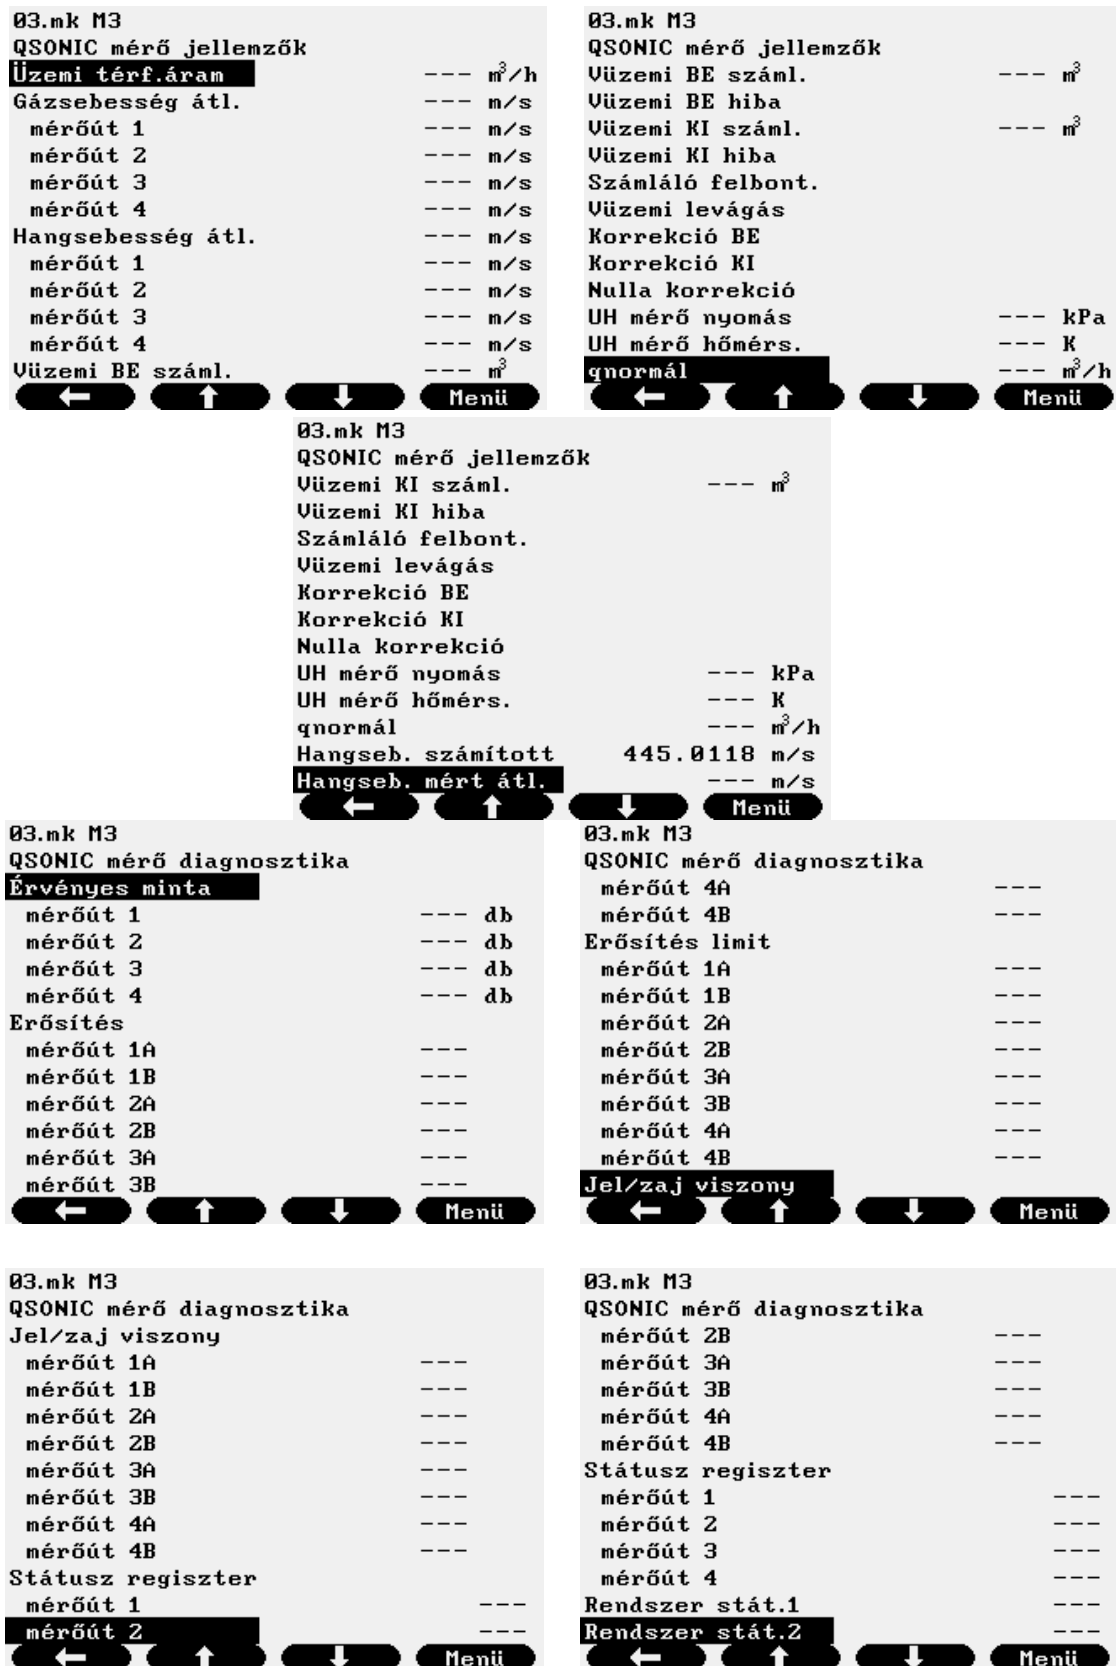 03.mk M3
QSONIC mérő jellemzők
Üzemi térf.áram --- m³/h
Gázsebesség átl. --- m/s
mérőút 1 --- m/s
mérőút 2 --- m/s
mérőút 3 --- m/s
mérőút 4 --- m/s
Hangsebesség átl. --- m/s
mérőút 1 --- m/s
mérőút 2 --- m/s
mérőút 3 --- m/s
mérőút 4 --- m/s
Vüzemi BE száml. --- m³
← ↑ ↓ Menü
03.mk M3
QSONIC mérő jellemzők
Vüzemi BE száml. --- m³
Vüzemi BE hiba
Vüzemi KI száml. --- m³
Vüzemi KI hiba
Számláló felbont.
Vüzemi levágás
Korrekció BE
Korrekció KI
Nulla korrekció
UH mérő nyomás --- kPa
UH mérő hőmérs. --- K
qnormál --- m³/h
← ↑ ↓ Menü
03.mk M3
QSONIC mérő jellemzők
Vüzemi KI száml. --- m³
Vüzemi KI hiba
Számláló felbont.
Vüzemi levágás
Korrekció BE
Korrekció KI
Nulla korrekció
UH mérő nyomás --- kPa
UH mérő hőmérs. --- K
qnormál --- m³/h
Hangseb. számított 445.0118 m/s
Hangseb. mért átl. --- m/s
← ↑ ↓ Menü
03.mk M3
QSONIC mérő diagnosztika
Érvényes minta
mérőút 1 --- db
mérőút 2 --- db
mérőút 3 --- db
mérőút 4 --- db
Erősítés
mérőút 1A ---
mérőút 1B ---
mérőút 2A ---
mérőút 2B ---
mérőút 3A ---
mérőút 3B ---
← ↑ ↓ Menü
03.mk M3
QSONIC mérő diagnosztika
mérőút 4A ---
mérőút 4B ---
Erősítés limit
mérőút 1A ---
mérőút 1B ---
mérőút 2A ---
mérőút 2B ---
mérőút 3A ---
mérőút 3B ---
mérőút 4A ---
mérőút 4B ---
Jel/zaj viszony
← ↑ ↓ Menü
03.mk M3
QSONIC mérő diagnosztika
Jel/zaj viszony
mérőút 1A ---
mérőút 1B ---
mérőút 2A ---
mérőút 2B ---
mérőút 3A ---
mérőút 3B ---
mérőút 4A ---
mérőút 4B ---
Státusz regiszter
mérőút 1 ---
mérőút 2 ---
← ↑ ↓ Menü
03.mk M3
QSONIC mérő diagnosztika
mérőút 2B ---
mérőút 3A ---
mérőút 3B ---
mérőút 4A ---
mérőút 4B ---
Státusz regiszter
mérőút 1 ---
mérőút 2 ---
mérőút 3 ---
mérőút 4 ---
Rendszer stát.1 ---
Rendszer stát.2 ---
← ↑ ↓ Menü